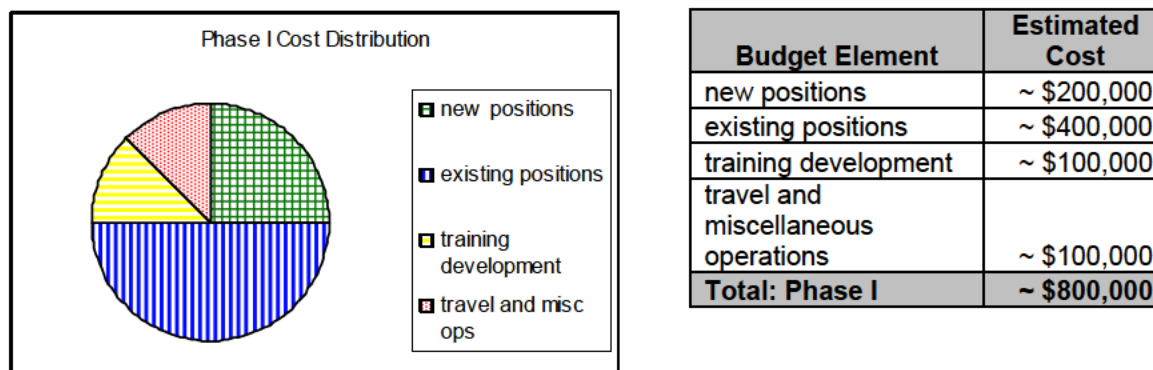 Phase I Cost Distribution
new positions
existing positions
training
development
travel and misc
ops
Estimated
Budget Element Cost
new positions ~ $200,000
existing positions ~ $400,000
training development ~ $100,000
travel and
miscellaneous
operations ~ $100,000
Total: Phase I ~ $800,000